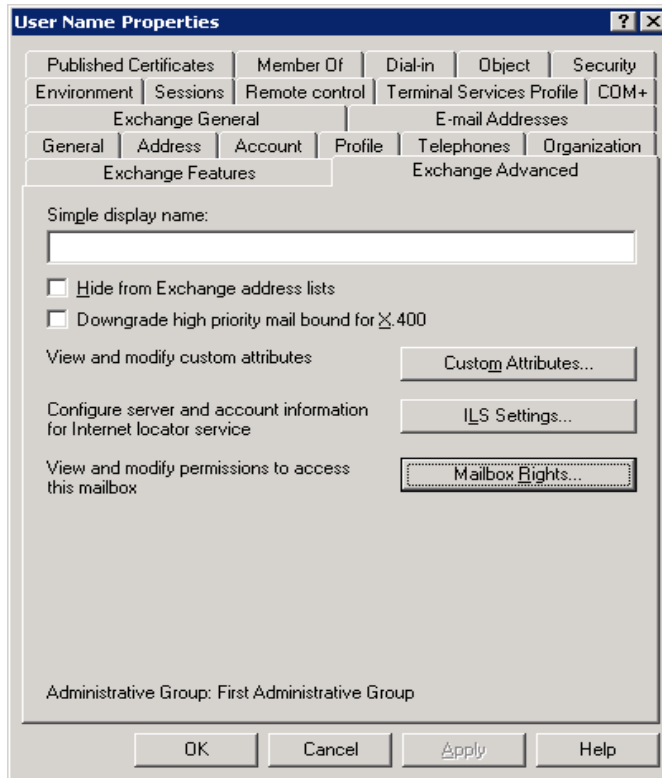 User Name Properties
Published Certificates Member Of Dial-in Object Security
Environment Sessions Remote control Terminal Services Profile COM+
Exchange General E-mail Addresses
General Address Account Profile Telephones Organization
Exchange Features Exchange Advanced
Simple display name:
Hide from Exchange address lists
Downgrade high priority mail bound for X.400
View and modify custom attributes Custom Attributes...
Configure server and account information
for Internet locator service ILS Settings...
View and modify permissions to access
this mailbox Mailbox Rights...
Administrative Group: First Administrative Group
OK Cancel Apply Help